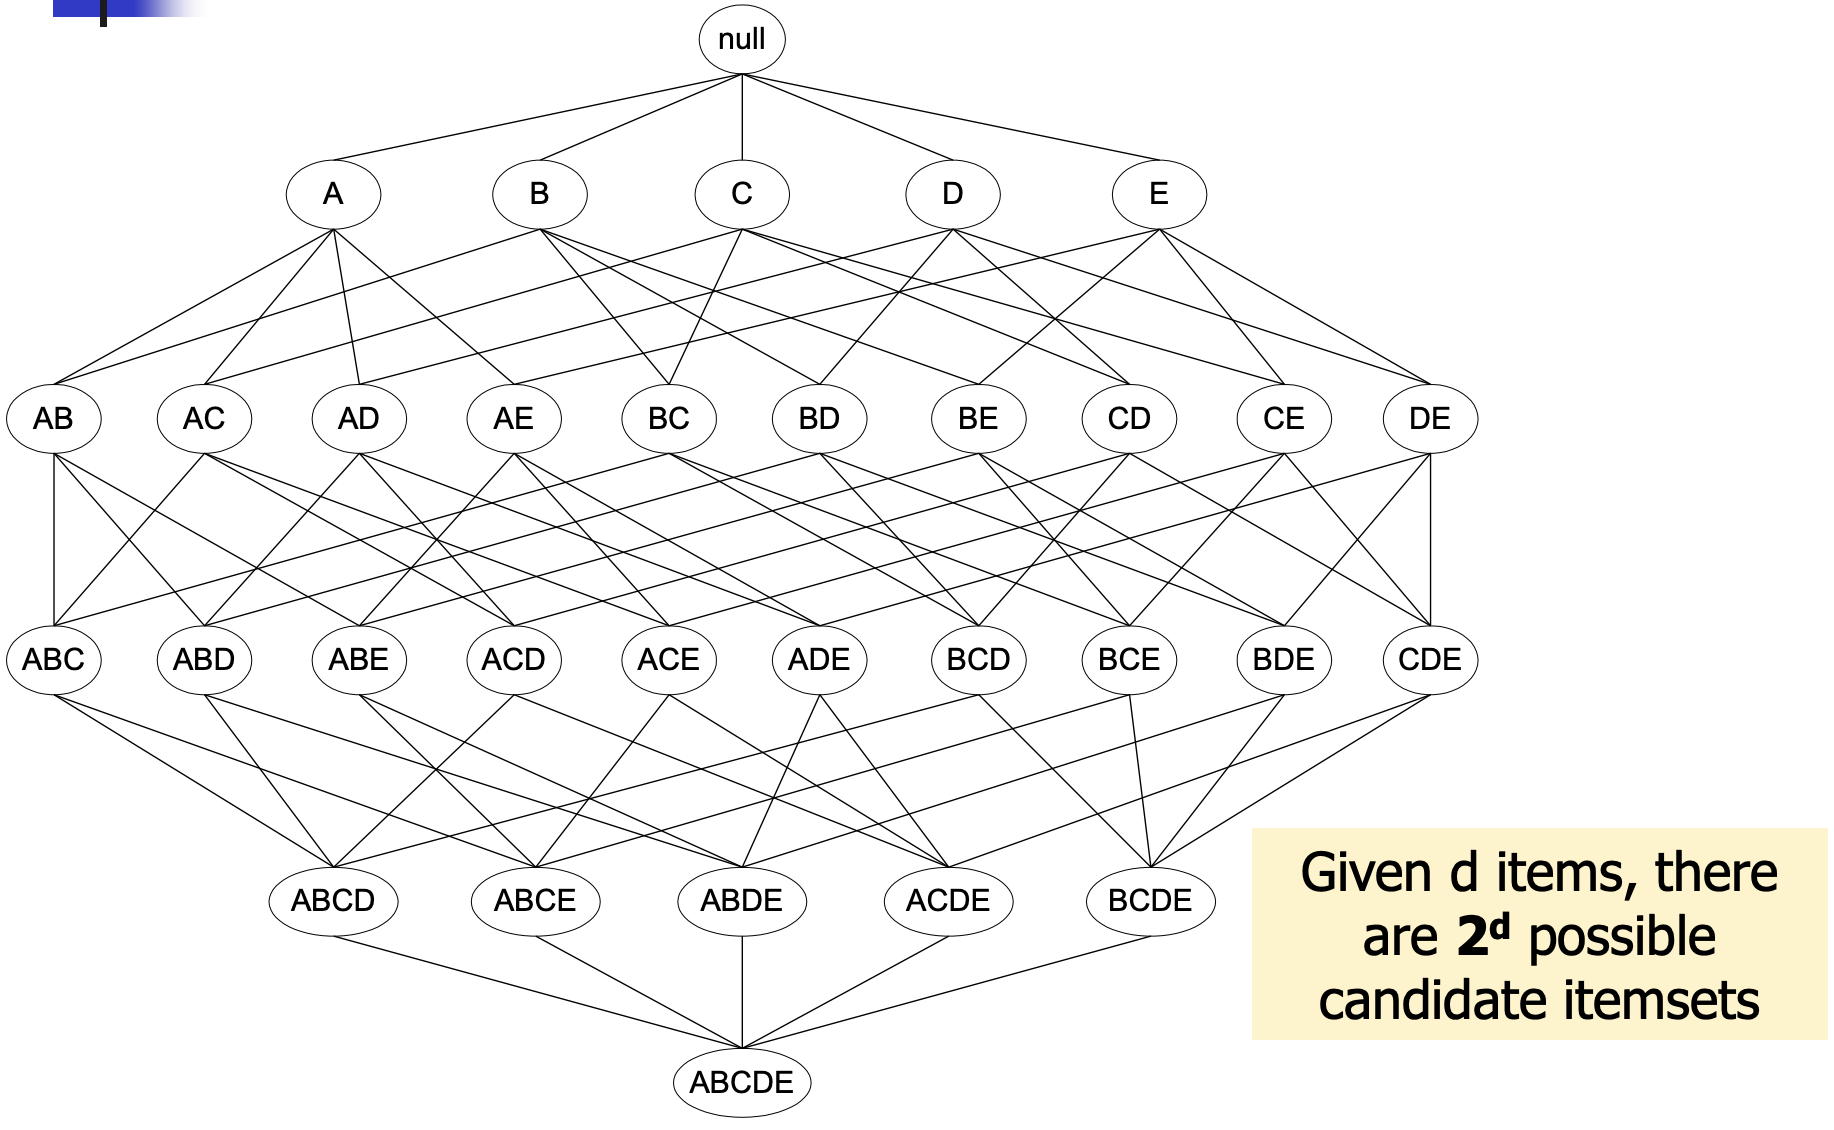 null
A B C D E
AB AC AD AE BC BD BE CD CE DE
ABC ABD ABE ACD ACE ADE BCD BCE BDE CDE
ABCD ABCE ABDE ACDE BCDE
ABCDE
Given d items, there
are 2ᵈ possible
candidate itemsets